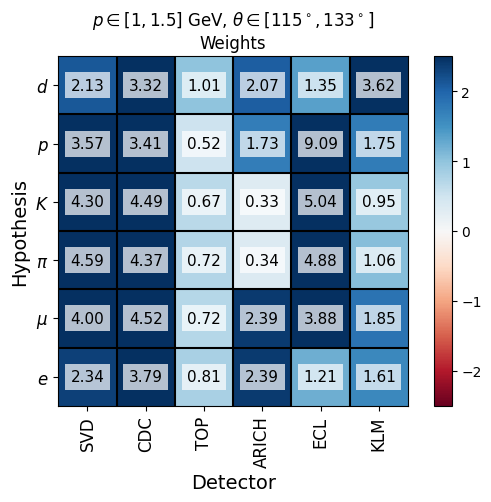 p ∈ [1, 1.5] GeV, θ ∈ [115°, 133°]
Weights
Hypothesis
d 2.13 3.32 1.01 2.07 1.35 3.62
p 3.57 3.41 0.52 1.73 9.09 1.75
K 4.30 4.49 0.67 0.33 5.04 0.95
π 4.59 4.37 0.72 0.34 4.88 1.06
μ 4.00 4.52 0.72 2.39 3.88 1.85
e 2.34 3.79 0.81 2.39 1.21 1.61
SVD CDC TOP ARICH ECL KLM
Detector
2
1
0
−1
−2